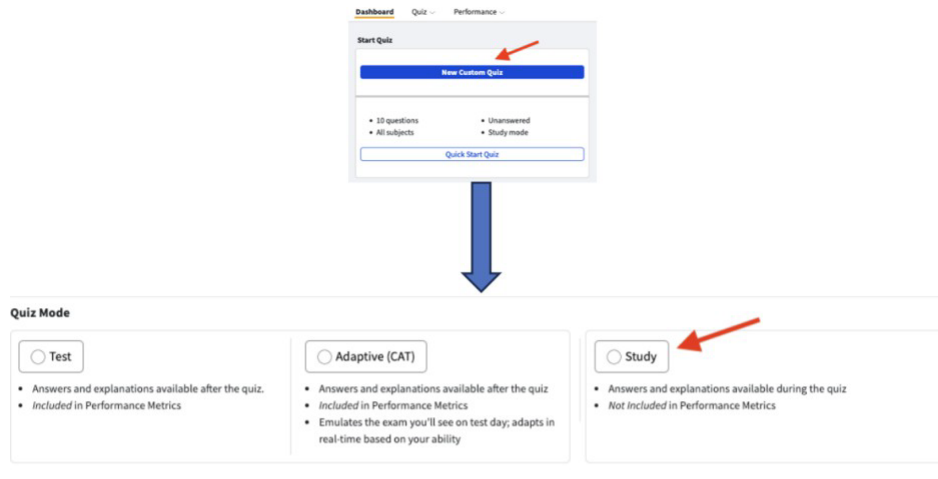 Dashboard Quiz Performance
Start Quiz
New Custom Quiz
• 10 questions • Unanswered
• All subjects • Study mode
Quick Start Quiz
Quiz Mode
Test
• Answers and explanations available after the quiz.
• Included in Performance Metrics
Adaptive (CAT)
• Answers and explanations available after the quiz
• Included in Performance Metrics
• Emulates the exam you'll see on test day; adapts in
real-time based on your ability
Study
• Answers and explanations available during the quiz
• Not Included in Performance Metrics